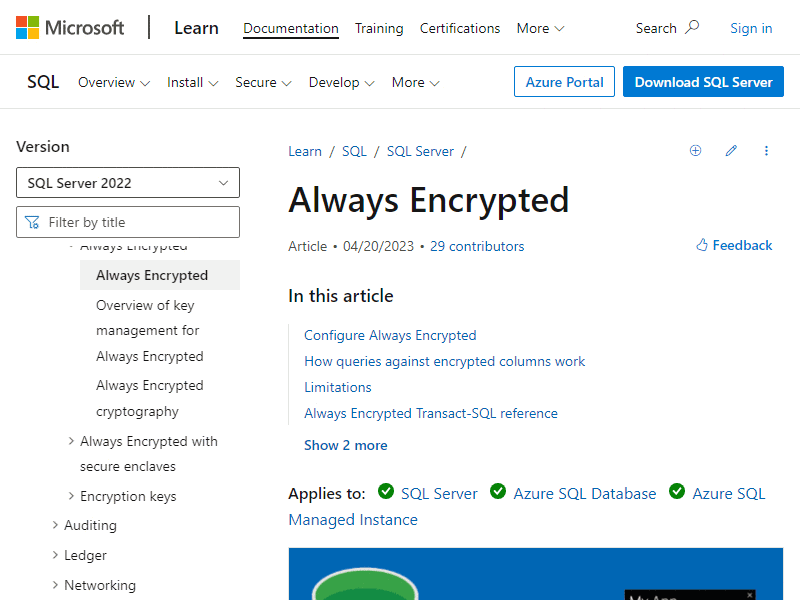 Microsoft
Learn
Documentation
Training
Certifications
More
Search
Sign in
SQL
Overview
Install
Secure
Develop
More
Azure Portal
Download SQL Server
Version
SQL Server 2022
Filter by title
Always Encrypted
Always Encrypted
Overview of key
management for
Always Encrypted
Always Encrypted
cryptography
Always Encrypted with
secure enclaves
Encryption keys
Auditing
Ledger
Networking
Learn / SQL / SQL Server /
Always Encrypted
Article • 04/20/2023 • 29 contributors
Feedback
In this article
Configure Always Encrypted
How queries against encrypted columns work
Limitations
Always Encrypted Transact-SQL reference
Show 2 more
Applies to: SQL Server Azure SQL Database Azure SQL
Managed Instance
My App